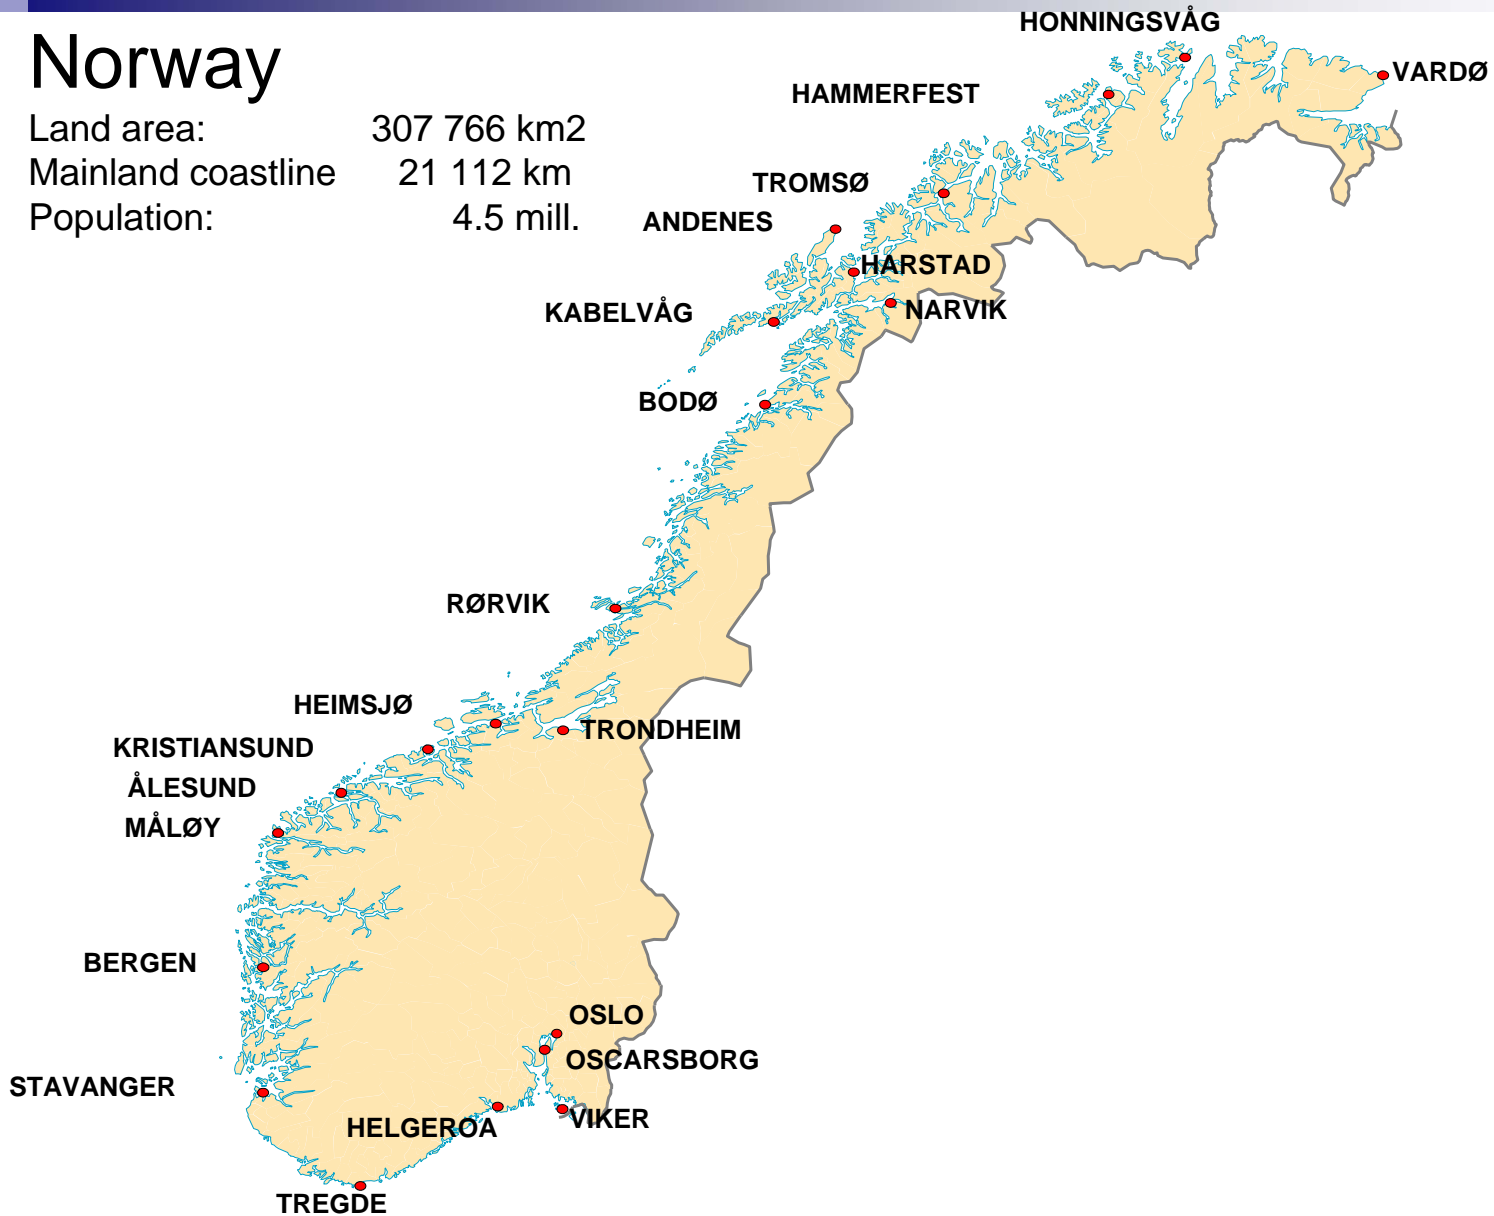 HONNINGSVÅG
Norway
VARDØ
HAMMERFEST
Land area: 307 766 km2
Mainland coastline 21 112 km
TROMSØ
Population: 4.5 mill.
ANDENES
HARSTAD
KABELVÅG
NARVIK
BODØ
RØRVIK
HEIMSJØ
TRONDHEIM
KRISTIANSUND
ÅLESUND
MÅLØY
BERGEN
OSLO
OSCARSBORG
STAVANGER
VIKER
HELGEROA
TREGDE